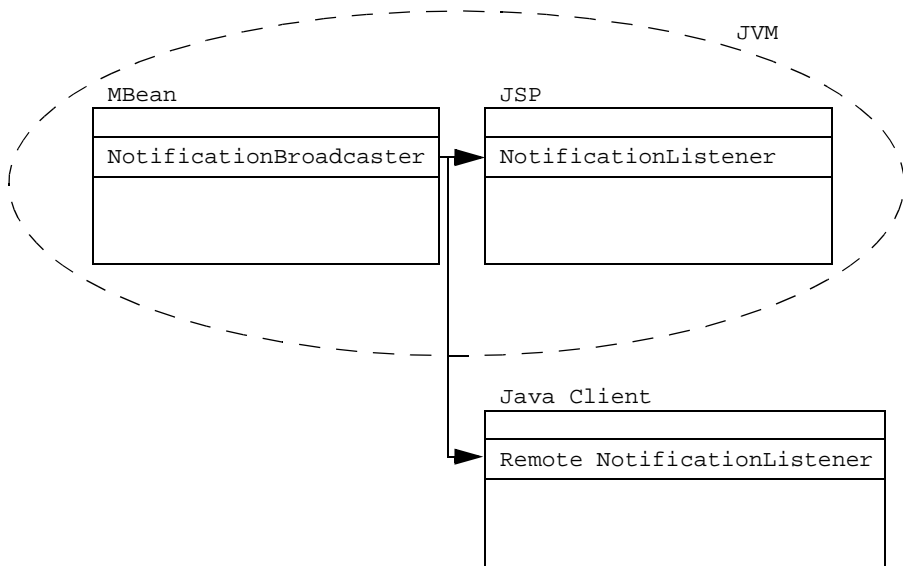 JVM
MBean
JSP
NotificationBroadcaster
NotificationListener
Java Client
Remote NotificationListener